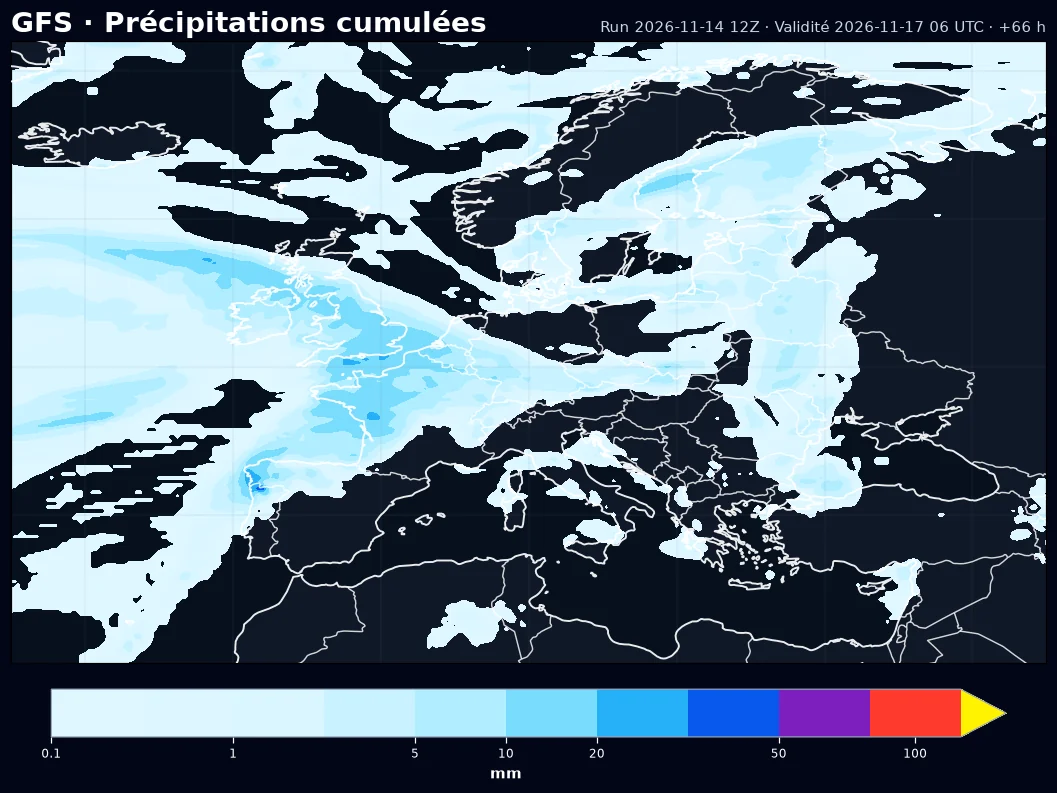 GFS · Précipitations cumulées
Run 2026-11-14 12Z · Validité 2026-11-17 06 UTC · +66 h
0.1 1 5 10 20 50 100
mm